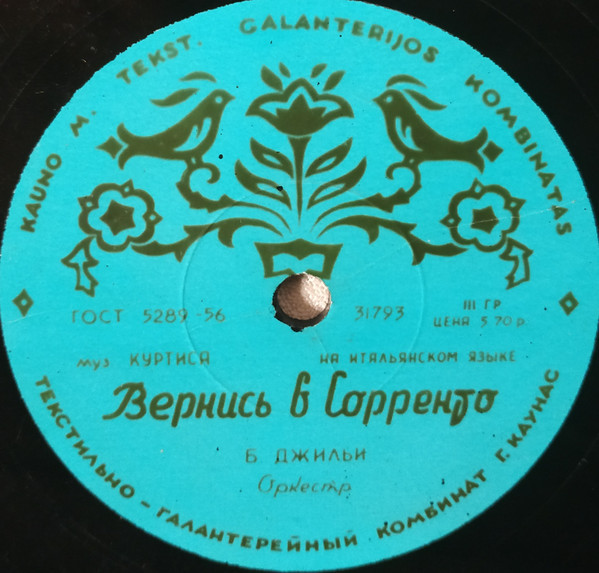 KAUNO M. TEKST. GALANTERIJOS KOMBINATAS
ГОСТ 5289-56
31793
III ГР
ЦЕНА 5 70 р.
муз КУРТИСА
НА ИТАЛЬЯНСКОМ ЯЗЫКЕ
Вернись в Сорренто
Б. ДЖИЛЬИ
Оркестр
ТЕКСТИЛЬНО-ГАЛАНТЕРЕЙНЫЙ КОМБИНАТ Г. КАУНАС